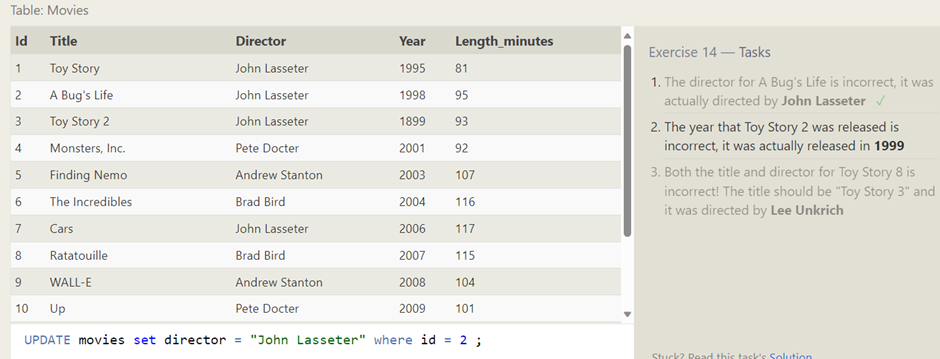 Table: Movies
Id Title Director Year Length_minutes
1 Toy Story John Lasseter 1995 81
2 A Bug's Life John Lasseter 1998 95
3 Toy Story 2 John Lasseter 1899 93
4 Monsters, Inc. Pete Docter 2001 92
5 Finding Nemo Andrew Stanton 2003 107
6 The Incredibles Brad Bird 2004 116
7 Cars John Lasseter 2006 117
8 Ratatouille Brad Bird 2007 115
9 WALL-E Andrew Stanton 2008 104
10 Up Pete Docter 2009 101
UPDATE movies set director = "John Lasseter" where id = 2 ;
Exercise 14 — Tasks
1. The director for A Bug's Life is incorrect, it was
actually directed by John Lasseter ✓
2. The year that Toy Story 2 was released is
incorrect, it was actually released in 1999
3. Both the title and director for Toy Story 8 is
incorrect! The title should be "Toy Story 3" and
it was directed by Lee Unkrich
Stuck? Read this task's Solution